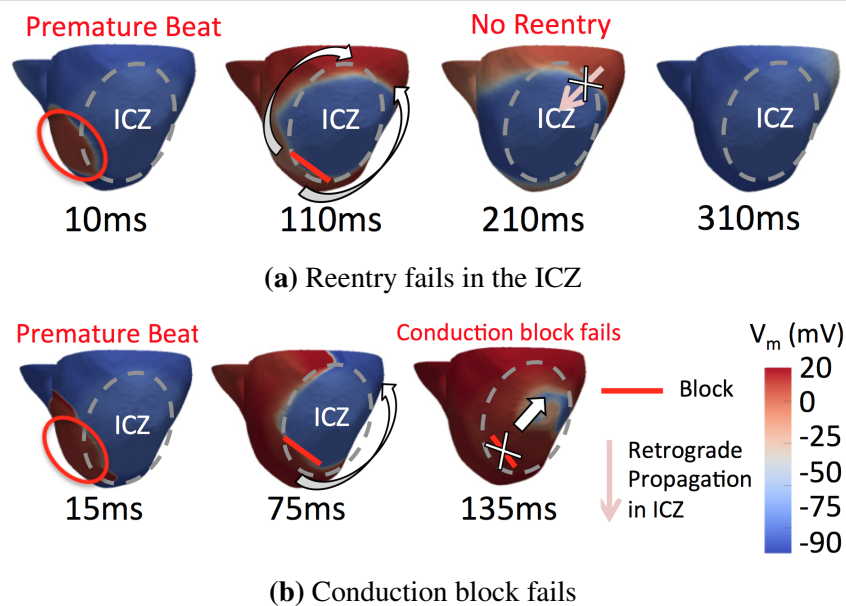 Premature Beat
No Reentry
ICZ
ICZ
ICZ
ICZ
10ms
110ms
210ms
310ms
(a) Reentry fails in the ICZ
Premature Beat
Conduction block fails
ICZ
ICZ
15ms
75ms
135ms
Block
Retrograde
Propagation
in ICZ
Vm (mV)
20
0
-25
-50
-75
-90
(b) Conduction block fails